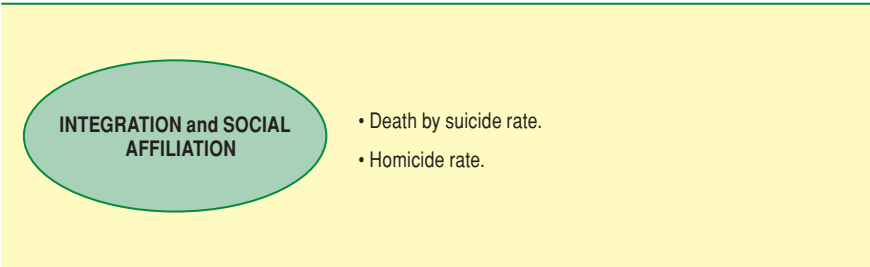 INTEGRATION and SOCIAL
AFFILIATION
• Death by suicide rate.
• Homicide rate.